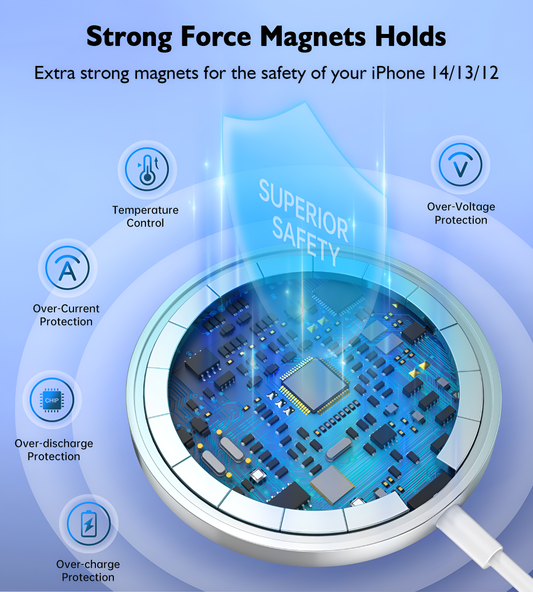 Strong Force Magnets Holds
Extra strong magnets for the safety of your iPhone 14/13/12
SUPERIOR
SAFETY
Temperature
Control
V
Over-Voltage
Protection
A
Over-Current
Protection
CHIP
Over-discharge
Protection
Over-charge
Protection